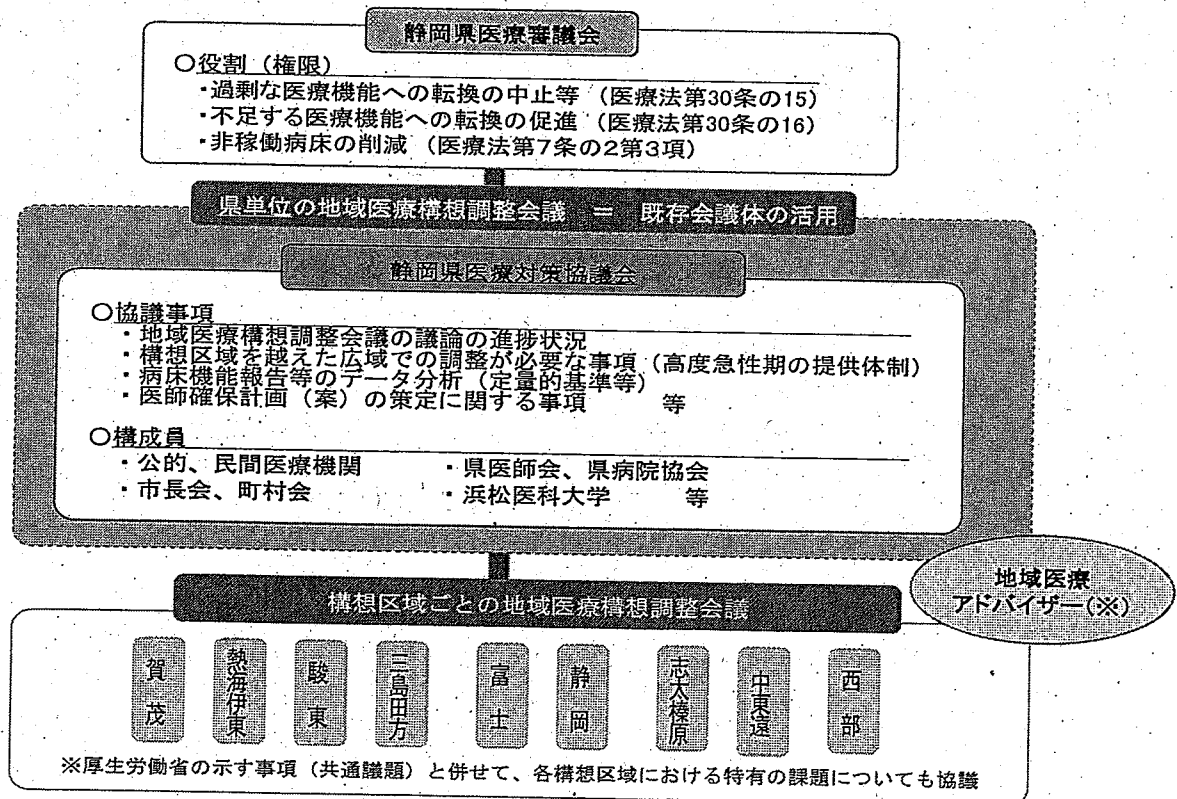 静岡県医療審議会
○役割（権限）
・過剰な医療機能への転換の中止等（医療法第30条の15）
・不足する医療機能への転換の促進（医療法第30条の16）
・非稼働病床の削減（医療法第7条の2第3項）
県単位の地域医療構想調整会議 ＝ 既存会議体の活用
静岡県医療対策協議会
○協議事項
・地域医療構想調整会議の議論の進捗状況
・構想区域を越えた広域での調整が必要な事項（高度急性期の提供体制）
・病床機能報告等のデータ分析（定量的基準等）
・医師確保計画（案）の策定に関する事項　　等
○構成員
・公的、民間医療機関　　・県医師会、県病院協会
・市長会、町村会　　・浜松医科大学　　等
地域医療
アドバイザー(※)
構想区域ごとの地域医療構想調整会議
賀茂
熱海伊東
駿東
三島田方
富士
静岡
志太榛原
中東遠
西部
※厚生労働省の示す事項（共通議題）と併せて、各構想区域における特有の課題についても協議